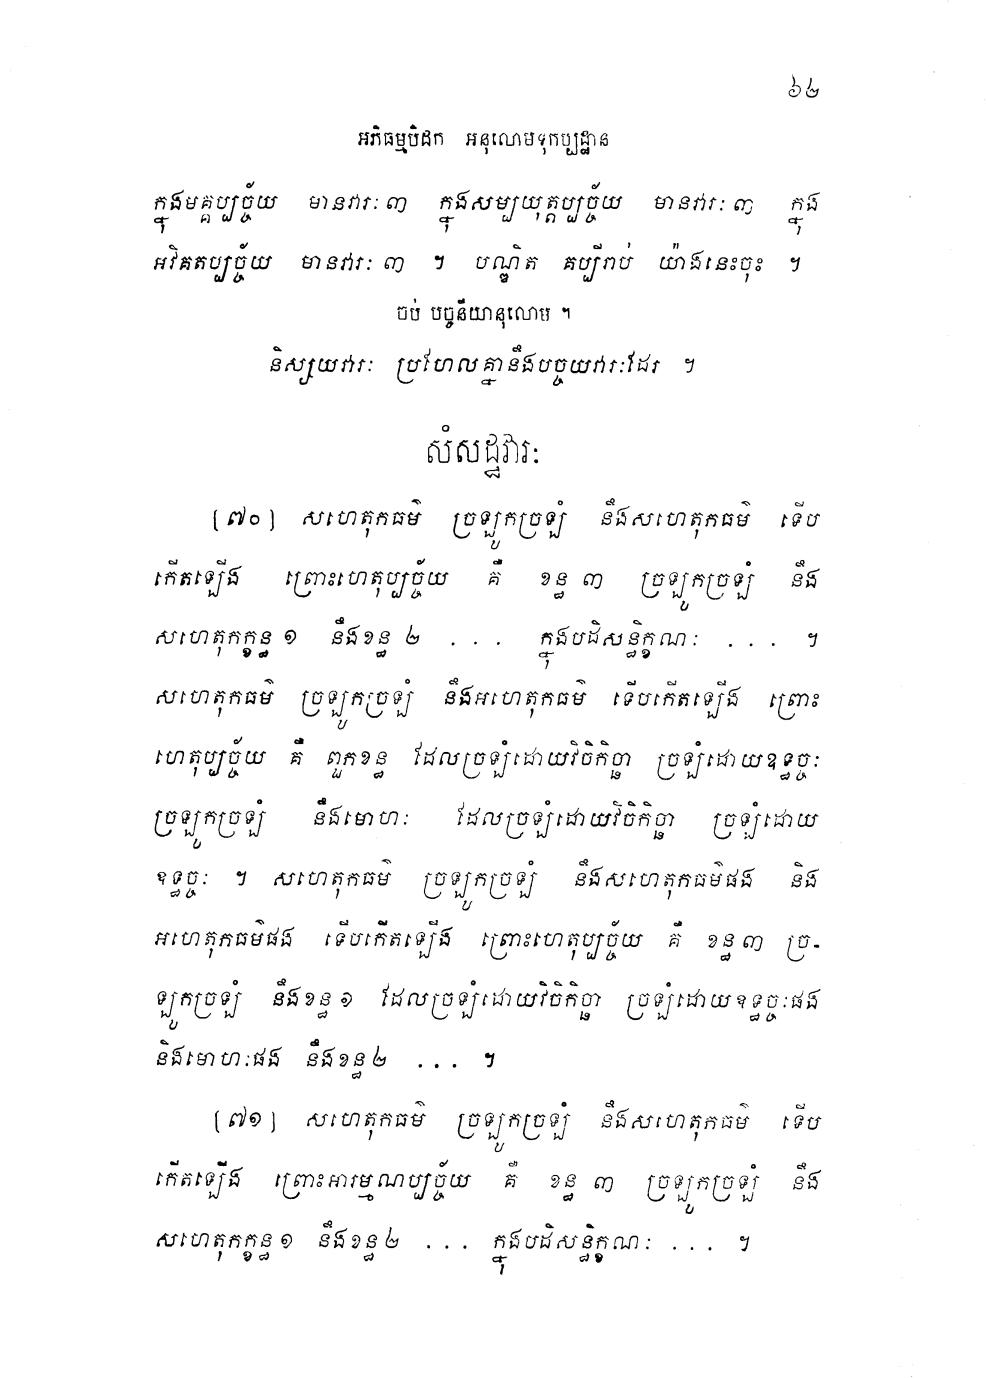 ៦២
អភិធម្មបិដក អនុលោមទុកប្បដ្ឋាន
ក្នុងមគ្គប្បច្ច័យ មានវារៈ ៣ ក្នុងសម្បយុត្តប្បច្ច័យ មានវារៈ ៣ ក្នុង
អវិគតប្បច្ច័យ មានវារៈ ៣ ។ បណ្ឌិត គប្បីរាប់ យ៉ាងនេះចុះ ។
ចប់ បច្ចនីយានុលោម ។
និស្សយវារៈ ប្រហែលគ្នានឹងបច្ចយវារៈដែរ ។
សំសដ្ឋវារៈ
[៧០] សហេតុកធម៌ ច្រឡូកច្រឡំ នឹងសហេតុកធម៌ ទើប
កើតឡើង ព្រោះហេតុប្បច្ច័យ គឺ ខន្ធ ៣ ច្រឡូកច្រឡំ នឹង
សហេតុកក្ខន្ធ ១ នឹងខន្ធ ២ . . . ក្នុងបដិសន្ធិក្ខណៈ . . . ។
សហេតុកធម៌ ច្រឡូកច្រឡំ នឹងអហេតុកធម៌ ទើបកើតឡើង ព្រោះ
ហេតុប្បច្ច័យ គឺ ពួកខន្ធ ដែលច្រឡំដោយវិចិកិច្ឆា ច្រឡំដោយឧទ្ធច្ចៈ
ច្រឡូកច្រឡំ នឹងមោហៈ ដែលច្រឡំដោយវិចិកិច្ឆា ច្រឡំដោយ
ឧទ្ធច្ចៈ ។ សហេតុកធម៌ ច្រឡូកច្រឡំ នឹងសហេតុកធម៌ផង និង
អហេតុកធម៌ផង ទើបកើតឡើង ព្រោះហេតុប្បច្ច័យ គឺ ខន្ធ ៣ ច្រ-
ឡូកច្រឡំ នឹងខន្ធ ១ ដែលច្រឡំដោយវិចិកិច្ឆា ច្រឡំដោយឧទ្ធច្ចៈផង
និងមោហៈផង នឹងខន្ធ ២ . . . ។
[៧១] សហេតុកធម៌ ច្រឡូកច្រឡំ នឹងសហេតុកធម៌ ទើប
កើតឡើង ព្រោះអារម្មណប្បច្ច័យ គឺ ខន្ធ ៣ ច្រឡូកច្រឡំ នឹង
សហេតុកក្ខន្ធ ១ នឹងខន្ធ ២ . . . ក្នុងបដិសន្ធិក្ខណៈ . . . ។